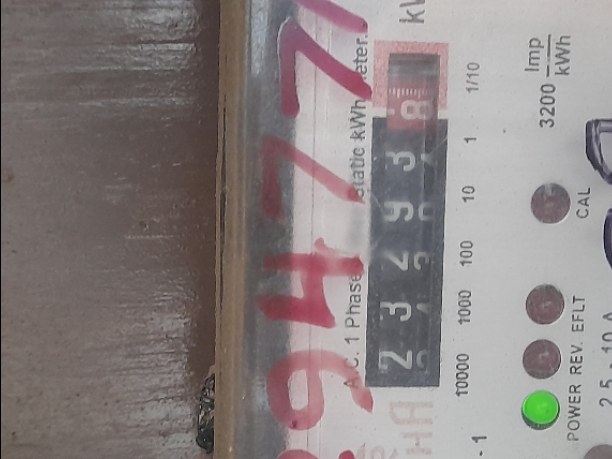 9477
A.C. 1 Phase Static kWh Meter.
kW
2 3 2 9 3 8
10000 1000 100 10 1 1/10
3200 Imp/kWh
CAL
POWER REV. EFLT